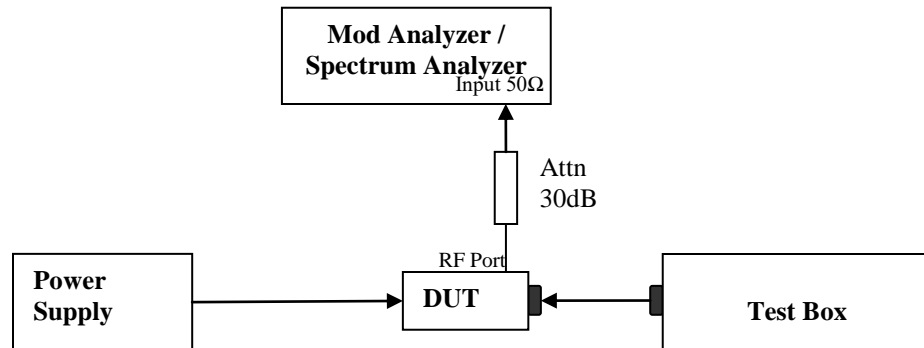 Mod Analyzer /
Spectrum Analyzer
Input 50Ω
Attn
30dB
RF Port
Power
Supply
DUT
Test Box